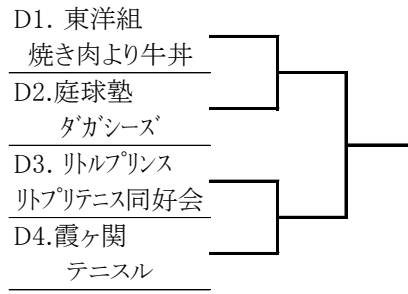 D1. 東洋組
焼き肉より牛丼
D2.庭球塾
ダガシーズ
D3. リトルプリンス
リトプリテニス同好会
D4.霞ヶ関
テニスル